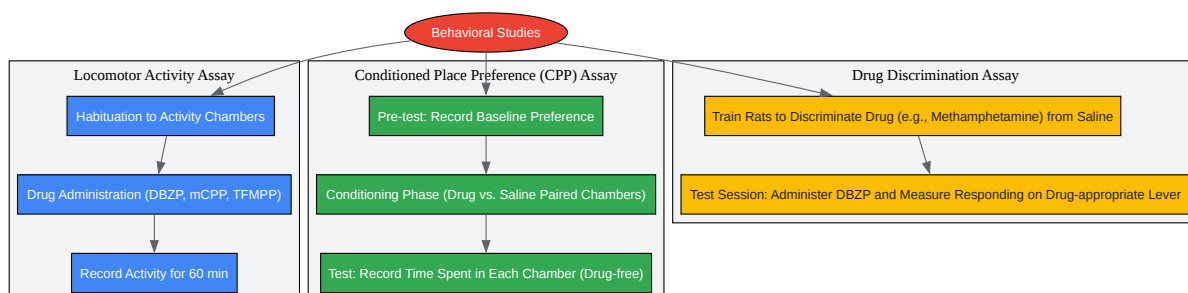 Behavioral Studies
Locomotor Activity Assay
Habituation to Activity Chambers
Drug Administration (DBZP, mCPP, TFMPP)
Record Activity for 60 min
Conditioned Place Preference (CPP) Assay
Pre-test: Record Baseline Preference
Conditioning Phase (Drug vs. Saline Paired Chambers)
Test: Record Time Spent in Each Chamber (Drug-free)
Drug Discrimination Assay
Train Rats to Discriminate Drug (e.g., Methamphetamine) from Saline
Test Session: Administer DBZP and Measure Responding on Drug-appropriate Lever